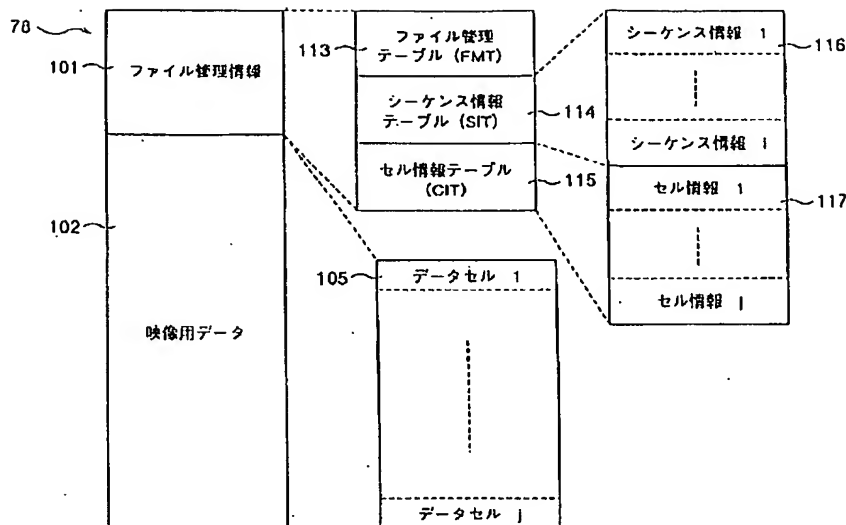 78
101
ファイル管理情報
102
映像用データ
113
ファイル管理
テーブル (FMT)
シーケンス情報
テーブル (SIT)
114
セル情報テーブル
(CIT)
115
105
データセル 1
データセル j
シーケンス情報 1
116
シーケンス情報 i
セル情報 1
117
セル情報 j